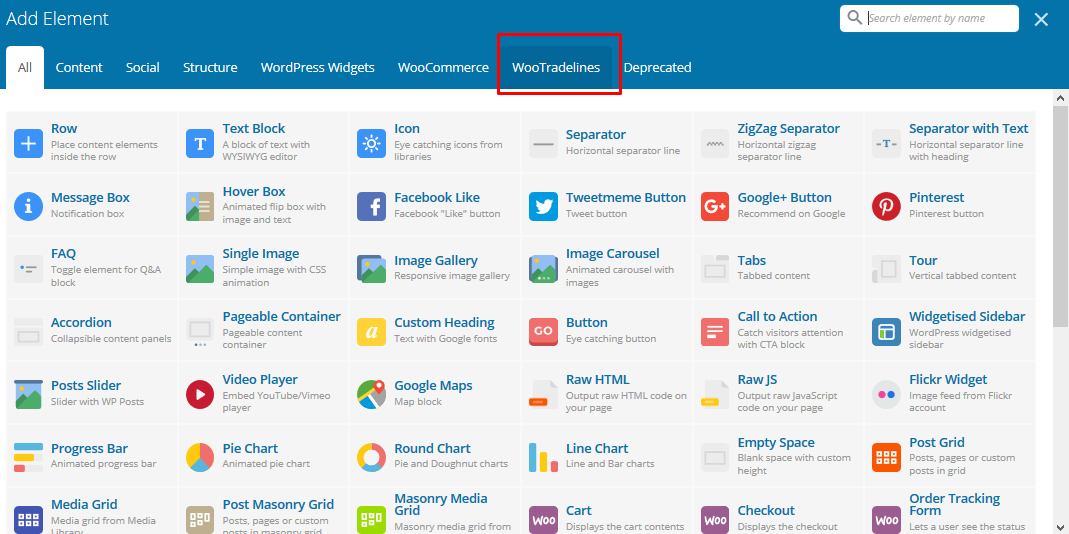 Add Element
Search element by name
All Content Social Structure WordPress Widgets WooCommerce WooTradelines Deprecated
Row
Place content elements
inside the row
Text Block
A block of text with
WYSIWYG editor
Icon
Eye catching icons from
libraries
Separator
Horizontal separator line
ZigZag Separator
Horizontal zigzag
separator line
Separator with Text
Horizontal separator line
with heading
Message Box
Notification box
Hover Box
Animated flip box with
image and text
Facebook Like
Facebook "Like" button
Tweetmeme Button
Tweet button
Google+ Button
Recommend on Google
Pinterest
Pinterest button
FAQ
Toggle element for Q&A
block
Single Image
Simple image with CSS
animation
Image Gallery
Responsive image gallery
Image Carousel
Animated carousel with
images
Tabs
Tabbed content
Tour
Vertical tabbed content
Accordion
Collapsible content panels
Pageable Container
Pageable content
container
Custom Heading
Text with Google fonts
GO
Button
Eye catching button
Call to Action
Catch visitors attention
with CTA block
Widgetised Sidebar
WordPress widgetised
sidebar
Posts Slider
Slider with WP Posts
Video Player
Embed YouTube/Vimeo
player
Google Maps
Map block
Raw HTML
Output raw HTML code on
your page
Raw JS
Output raw JavaScript
code on your page
Flickr Widget
Image feed from Flickr
account
Progress Bar
Animated progress bar
Pie Chart
Animated pie chart
Round Chart
Pie and Doughnut charts
Line Chart
Line and Bar charts
Empty Space
Blank space with custom
height
Post Grid
Posts, pages or custom
posts in grid
Media Grid
Media grid from Media
Library
Post Masonry Grid
Posts, pages or custom
posts in masonry grid
Masonry Media
Grid
Masonry media grid from
WOO
Cart
Displays the cart contents
WOO
Checkout
Displays the checkout
WOO
Order Tracking
Form
Lets a user see the status